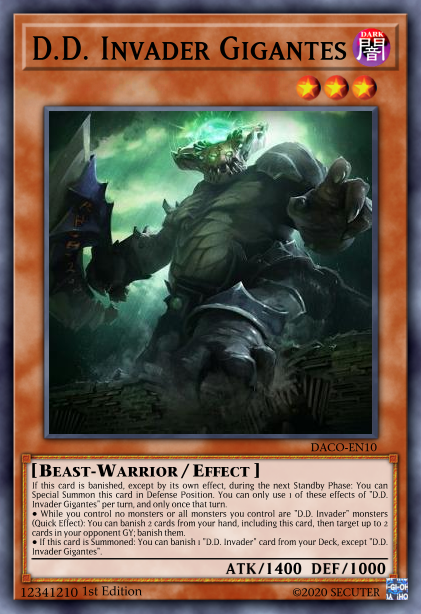 D.D. Invader Gigantes
DARK
闇
DACO-EN10
[Beast-Warrior / Effect]
If this card is banished, except by its own effect, during the next Standby Phase: You can
Special Summon this card in Defense Position. You can only use 1 of these effects of "D.D.
Invader Gigantes" per turn, and only once that turn.
● While you control no monsters or all monsters you control are "D.D. Invader" monsters
(Quick Effect): You can banish 2 cards from your hand, including this card, then target up to 2
cards in your opponent GY; banish them.
● If this card is Summoned: You can banish 1 "D.D. Invader" card from your Deck, except "D.D.
Invader Gigantes".
ATK/1400 DEF/1000
12341210 1st Edition
©2020 SECUTER